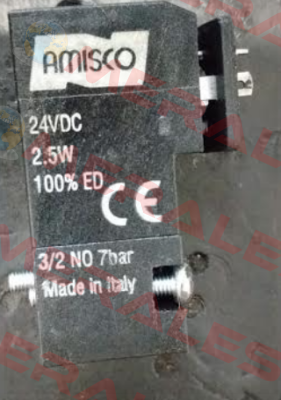 AMISCO
24VDC
2.5W
100% ED
CE
3/2 NO 7bar
Made in Italy